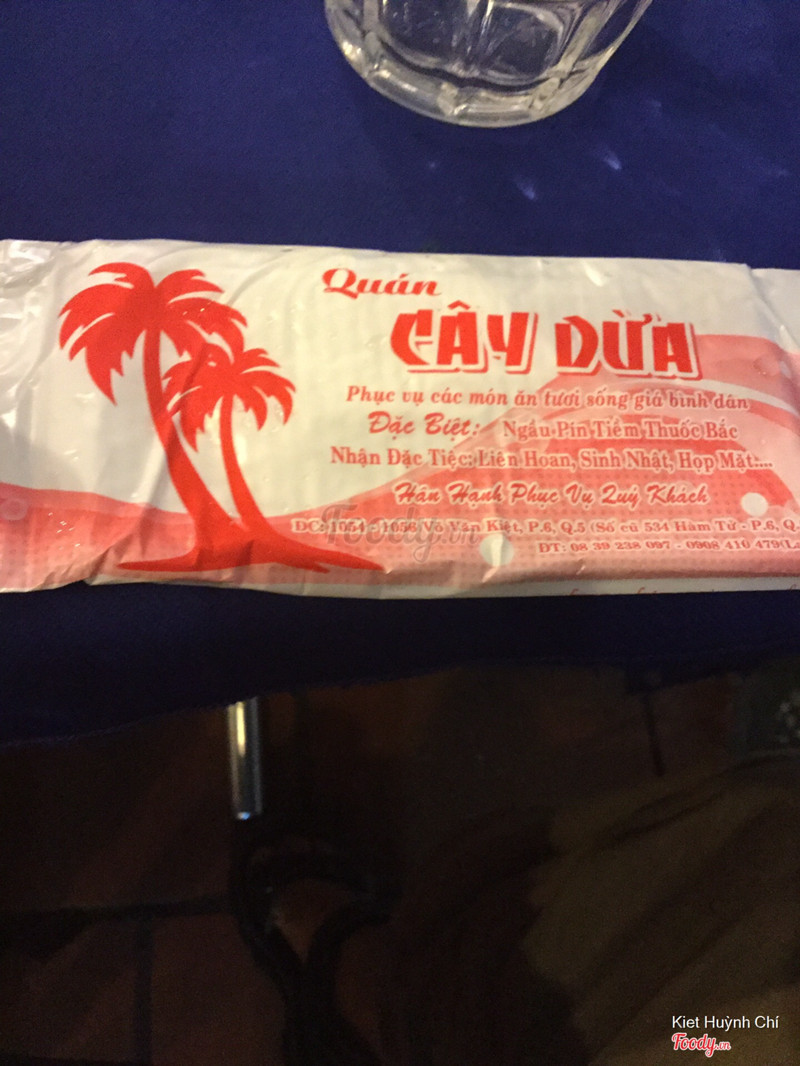 Quán
CÂY DỪA
Phục vụ các món ăn tươi sống giá bình dân
Đặc Biệt: Ngầu Pín Tiềm Thuốc Bắc
Nhận Đặc Tiệc: Liên Hoan, Sinh Nhật, Họp Mặt....
Hân Hạnh Phục Vụ Quý Khách
ĐC: 1054 - 1058 Võ Văn Kiệt, P.6, Q.5 (Số cũ 534 Hàm Tử - P.6, Q.
ĐT: 08 39 238 097 - 0908 410 479
Foody.vn
Kiet Huỳnh Chí
Foody.vn